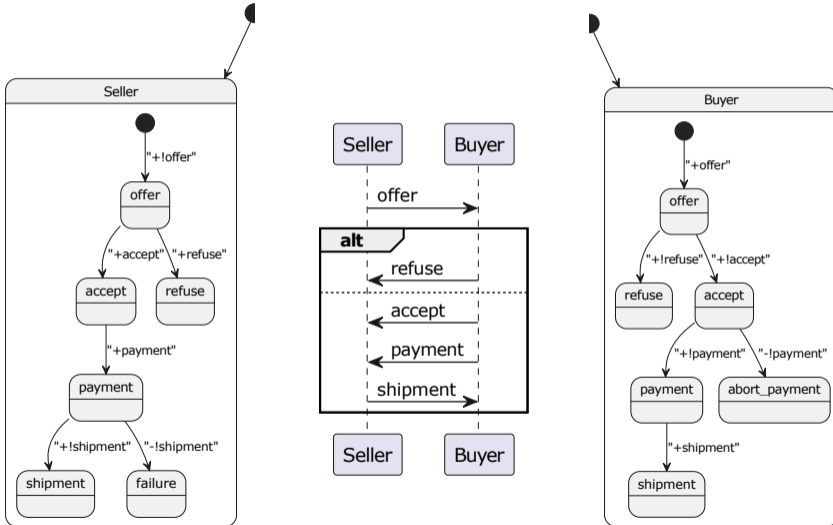 Seller
"+!offer"
offer
"+accept"
"+refuse"
accept
refuse
"+payment"
payment
"+!shipment"
"-!shipment"
shipment
failure
Seller
Buyer
offer
alt
refuse
accept
payment
shipment
Seller
Buyer
Buyer
"+offer"
offer
"+!refuse"
"+!accept"
refuse
accept
"+!payment"
"-!payment"
payment
abort_payment
"+shipment"
shipment